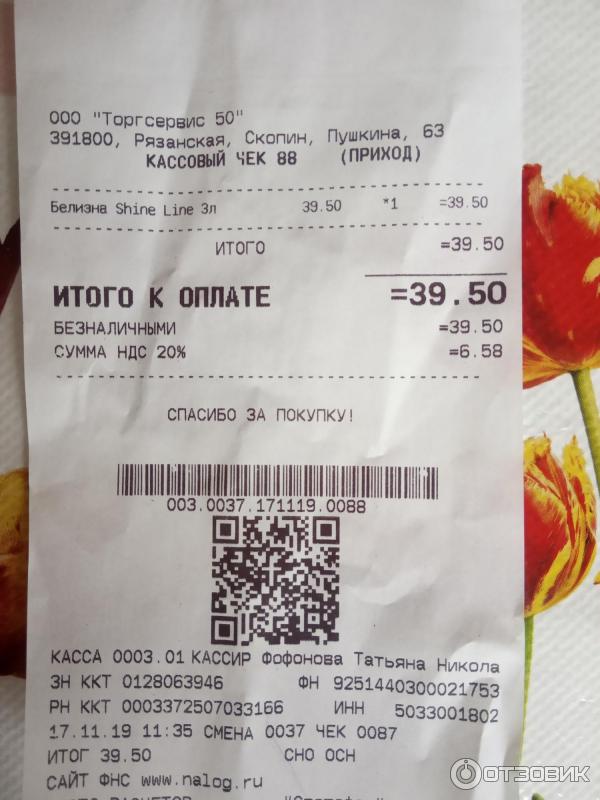 ООО "Торгсервис 50"
391800, Рязанская, Скопин, Пушкина, 63
КАССОВЫЙ ЧЕК 88 (ПРИХОД)
Белизна Shine Line 3л 39.50 *1 =39.50
ИТОГО =39.50
ИТОГО К ОПЛАТЕ =39.50
БЕЗНАЛИЧНЫМИ =39.50
СУММА НДС 20% =6.58
СПАСИБО ЗА ПОКУПКУ!
003.0037.171119.0088
КАССА 0003.01 КАССИР Фофонова Татьяна Никола
ЗН ККТ 0128063946 ФН 9251440300021753
РН ККТ 0003372507033166 ИНН 5033001802
17.11.19 11:35 СМЕНА 0037 ЧЕК 0087
ИТОГ 39.50 СНО ОСН
САЙТ ФНС www.nalog.ru
ОТЗОВИК